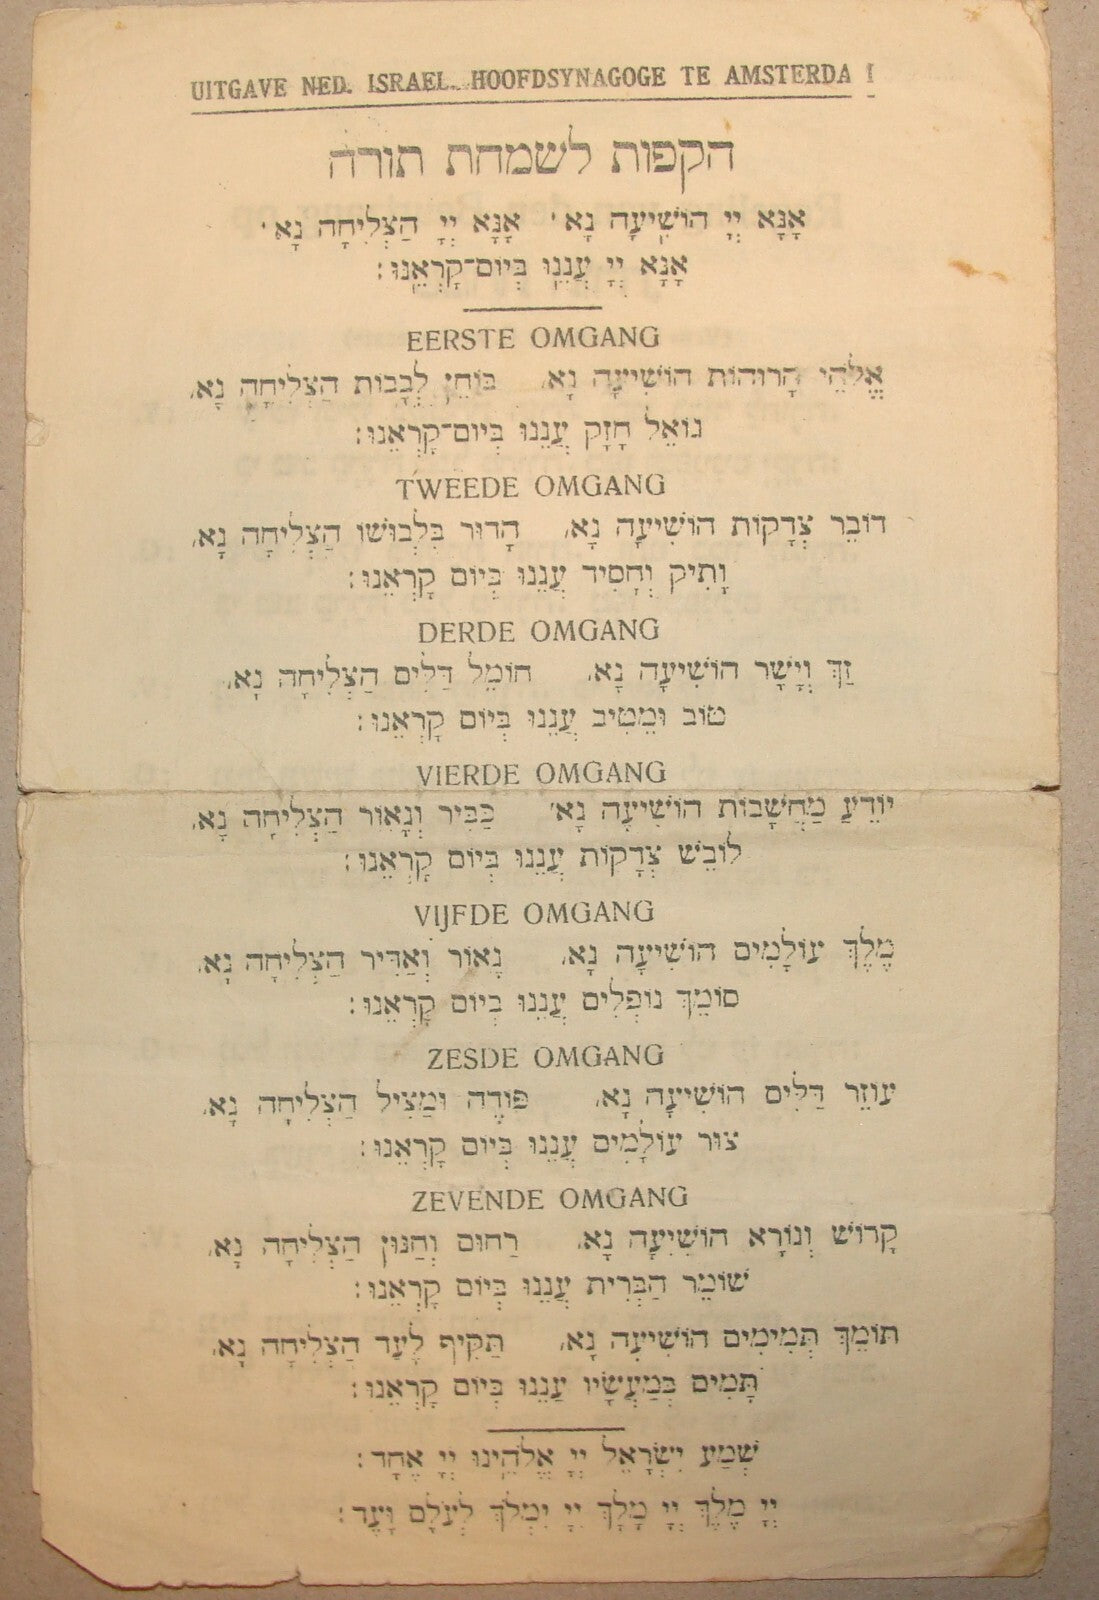 UITGAVE NED. ISRAEL. HOOFDSYNAGOGE TE AMSTERDA I
הקפות לשמחת תורה
אָנָּא יְיָ הוֹשִׁיעָה נָּא׳ אָנָּא יְיָ הַצְלִיחָה נָּא׳
אָנָּא יְיָ עֲנֵנוּ בְּיוֹם־קָרְאֵנוּ׃
EERSTE OMGANG
אֱלֹהֵי הָרוּחוֹת הוֹשִׁיעָה נָּא, בּוֹחֵן לְבָבוֹת הַצְלִיחָה נָּא,
גּוֹאֵל חָזָק עֲנֵנוּ בְּיוֹם־קָרְאֵנוּ׃
TWEEDE OMGANG
דּוֹבֵר צְדָקוֹת הוֹשִׁיעָה נָּא, הָדוּר בִּלְבוּשׁוֹ הַצְלִיחָה נָּא,
וָתִיק וְחָסִיד עֲנֵנוּ בְּיוֹם קָרְאֵנוּ׃
DERDE OMGANG
זַךְ וְיָשָׁר הוֹשִׁיעָה נָּא, חוֹמֵל דַּלִּים הַצְלִיחָה נָּא,
טוֹב וּמֵטִיב עֲנֵנוּ בְּיוֹם קָרְאֵנוּ׃
VIERDE OMGANG
יוֹדֵעַ מַחֲשָׁבוֹת הוֹשִׁיעָה נָּא׳ כַּבִּיר וְנָאוֹר הַצְלִיחָה נָּא,
לוֹבֵשׁ צְדָקוֹת עֲנֵנוּ בְּיוֹם קָרְאֵנוּ׃
VIJFDE OMGANG
מֶלֶךְ עוֹלָמִים הוֹשִׁיעָה נָּא, נָאוֹר וְאַדִּיר הַצְלִיחָה נָּא,
סוֹמֵךְ נוֹפְלִים עֲנֵנוּ בְּיוֹם קָרְאֵנוּ׃
ZESDE OMGANG
עוֹזֵר דַּלִּים הוֹשִׁיעָה נָּא, פּוֹדֶה וּמַצִּיל הַצְלִיחָה נָּא,
צוּר עוֹלָמִים עֲנֵנוּ בְּיוֹם קָרְאֵנוּ׃
ZEVENDE OMGANG
קָדוֹשׁ וְנוֹרָא הוֹשִׁיעָה נָּא, רַחוּם וְחַנּוּן הַצְלִיחָה נָּא,
שׁוֹמֵר הַבְּרִית עֲנֵנוּ בְּיוֹם קָרְאֵנוּ׃
תּוֹמֵךְ תְּמִימִים הוֹשִׁיעָה נָּא, תַּקִּיף לָעַד הַצְלִיחָה נָּא,
תָּמִים בְּמַעֲשָׂיו עֲנֵנוּ בְּיוֹם קָרְאֵנוּ׃
שְׁמַע יִשְׂרָאֵל יְיָ אֱלֹהֵינוּ יְיָ אֶחָד׃
יְיָ מֶלֶךְ יְיָ מָלָךְ יְיָ יִמְלֹךְ לְעֹלָם וָעֶד׃